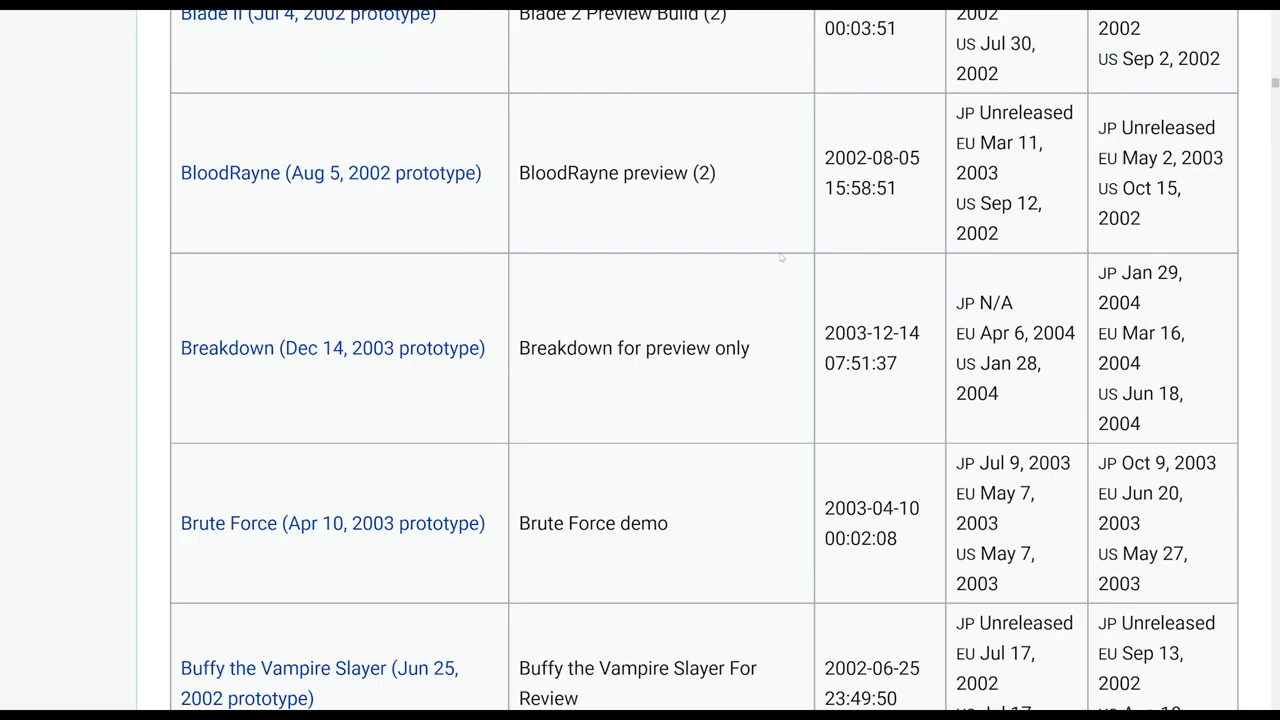 Blade II (Jul 4, 2002 prototype)
Blade 2 Preview Build (2)
00:03:51
2002
US Jul 30,
2002
2002
US Sep 2, 2002
BloodRayne (Aug 5, 2002 prototype)
BloodRayne preview (2)
2002-08-05
15:58:51
JP Unreleased
EU Mar 11,
2003
US Sep 12,
2002
JP Unreleased
EU May 2, 2003
US Oct 15,
2002
Breakdown (Dec 14, 2003 prototype)
Breakdown for preview only
2003-12-14
07:51:37
JP N/A
EU Apr 6, 2004
US Jan 28,
2004
JP Jan 29,
2004
EU Mar 16,
2004
US Jun 18,
2004
Brute Force (Apr 10, 2003 prototype)
Brute Force demo
2003-04-10
00:02:08
JP Jul 9, 2003
EU May 7,
2003
US May 7,
2003
JP Oct 9, 2003
EU Jun 20,
2003
US May 27,
2003
Buffy the Vampire Slayer (Jun 25,
2002 prototype)
Buffy the Vampire Slayer For
Review
2002-06-25
23:49:50
JP Unreleased
EU Jul 17,
2002
JP Unreleased
EU Sep 13,
2002